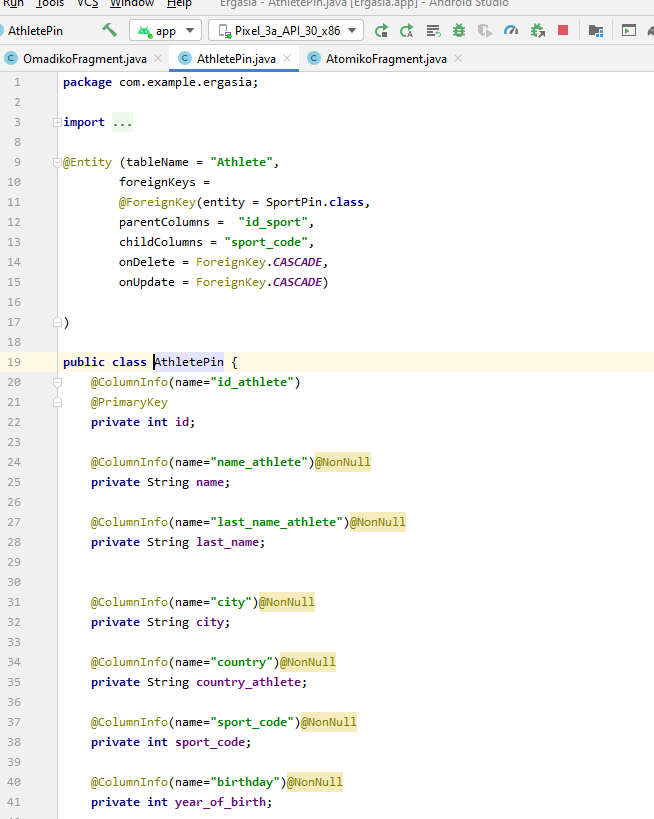 Run Tools VCS Window Help Ergasia - AthletePin.java [Ergasia.app] - Android Studio
AthletePin app Pixel_3a_API_30_x86
OmadikoFragment.java AthletePin.java AtomikoFragment.java
1 package com.example.ergasia;
2
3 import ...
8
9 @Entity (tableName = "Athlete",
10 foreignKeys =
11 @ForeignKey(entity = SportPin.class,
12 parentColumns = "id_sport",
13 childColumns = "sport_code",
14 onDelete = ForeignKey.CASCADE,
15 onUpdate = ForeignKey.CASCADE)
16
17 )
18
19 public class AthletePin {
20 @ColumnInfo(name="id_athlete")
21 @PrimaryKey
22 private int id;
23
24 @ColumnInfo(name="name_athlete")@NonNull
25 private String name;
26
27 @ColumnInfo(name="last_name_athlete")@NonNull
28 private String last_name;
29
30
31 @ColumnInfo(name="city")@NonNull
32 private String city;
33
34 @ColumnInfo(name="country")@NonNull
35 private String country_athlete;
36
37 @ColumnInfo(name="sport_code")@NonNull
38 private int sport_code;
39
40 @ColumnInfo(name="birthday")@NonNull
41 private int year_of_birth;